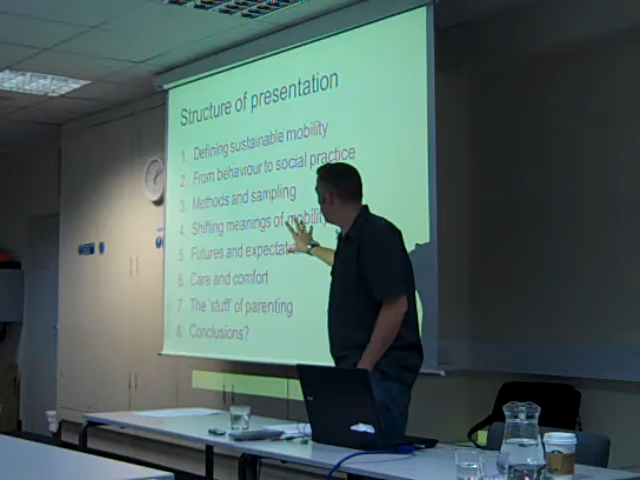 Structure of presentation
1. Defining sustainable mobility
2. From behaviour to social practice
3. Methods and sampling
4. Shifting meanings of mobility
5. Futures and
6. Care and comfort
7. The 'stuff' of parenting
8. Conclusions?